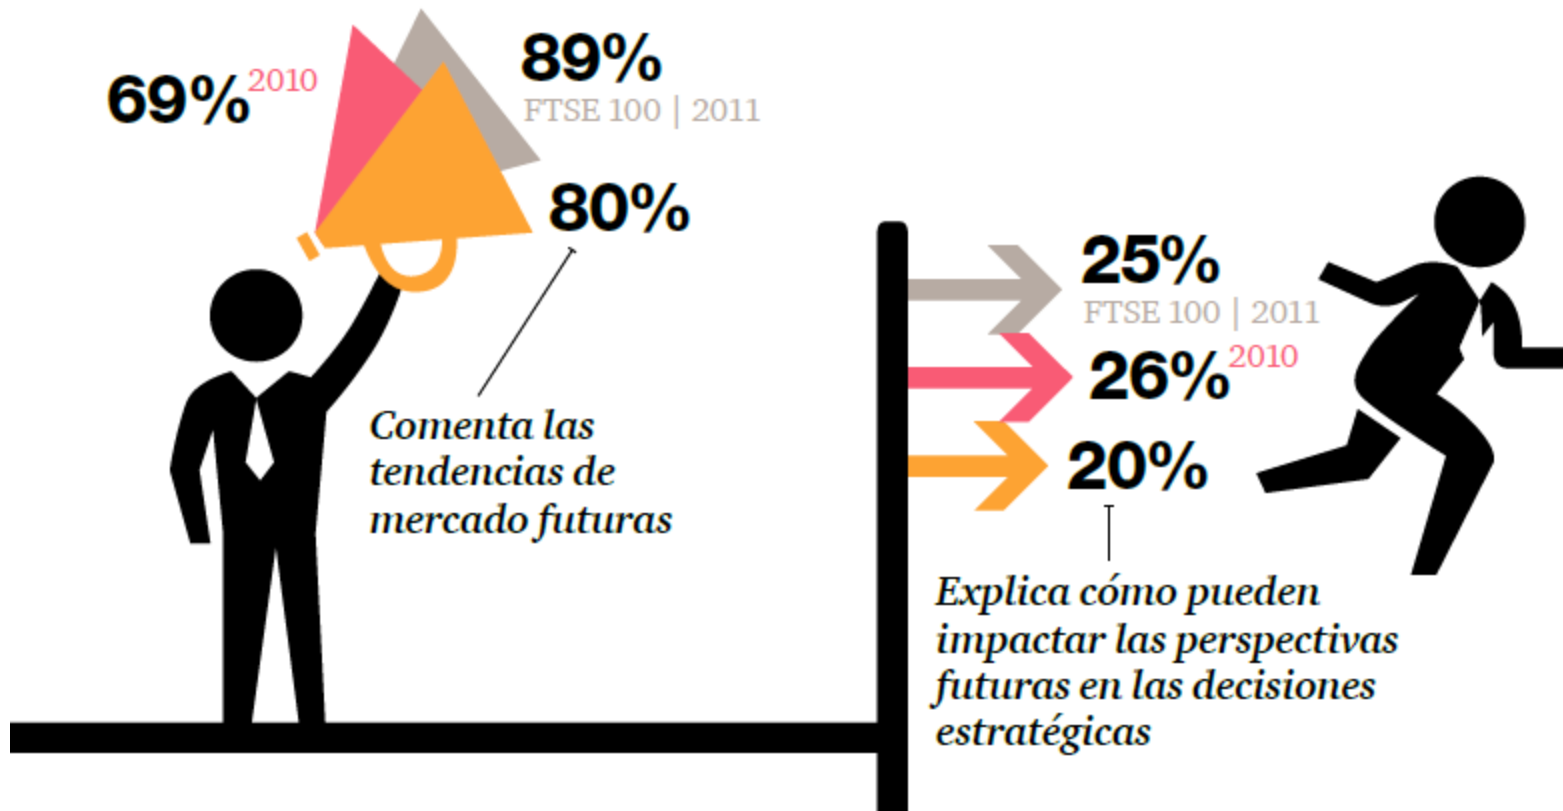 69% 2010
89%
FTSE 100 | 2011
80%
Comenta las
tendencias de
mercado futuras
25%
FTSE 100 | 2011
26% 2010
20%
Explica cómo pueden
impactar las perspectivas
futuras en las decisiones
estratégicas